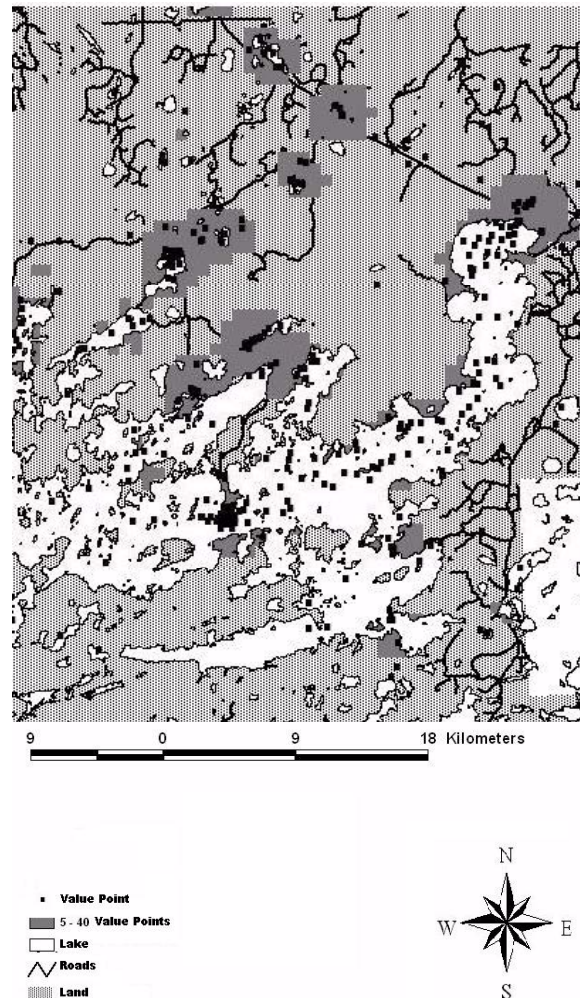 9 0 9 18 Kilometers
N
W E
S
Value Point
5 - 40 Value Points
Lake
Roads
Land